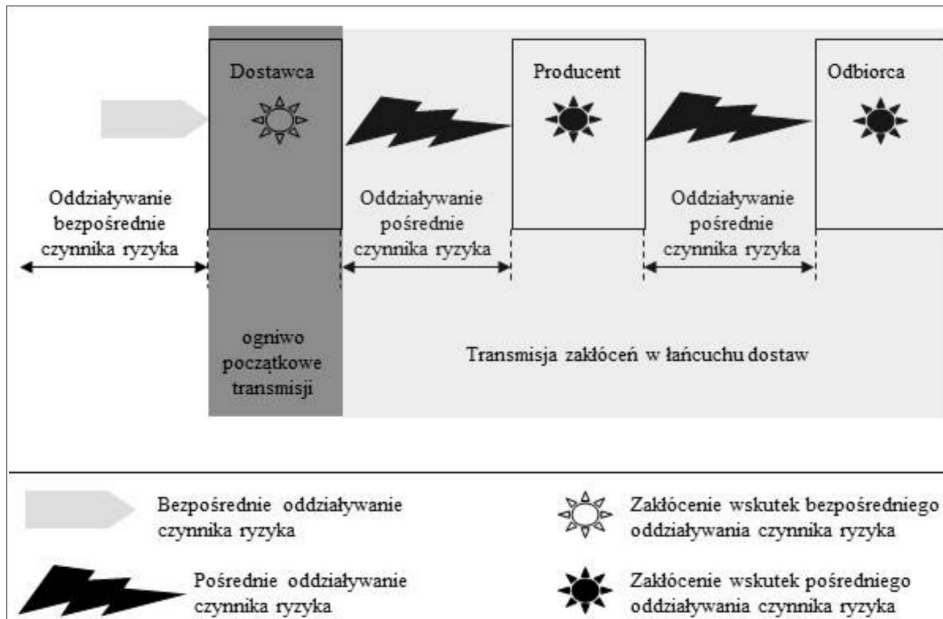 Dostawca
Producent
Odbiorca
Oddziaływanie
bezpośrednie
czynnika ryzyka
Oddziaływanie
pośrednie
czynnika ryzyka
Oddziaływanie
pośrednie
czynnika ryzyka
ogniwo
początkowe
transmisji
Transmisja zakłóceń w łańcuchu dostaw
Bezpośrednie oddziaływanie
czynnika ryzyka
Zakłócenie wskutek bezpośredniego
oddziaływania czynnika ryzyka
Pośrednie oddziaływanie
czynnika ryzyka
Zakłócenie wskutek pośredniego
oddziaływania czynnika ryzyka